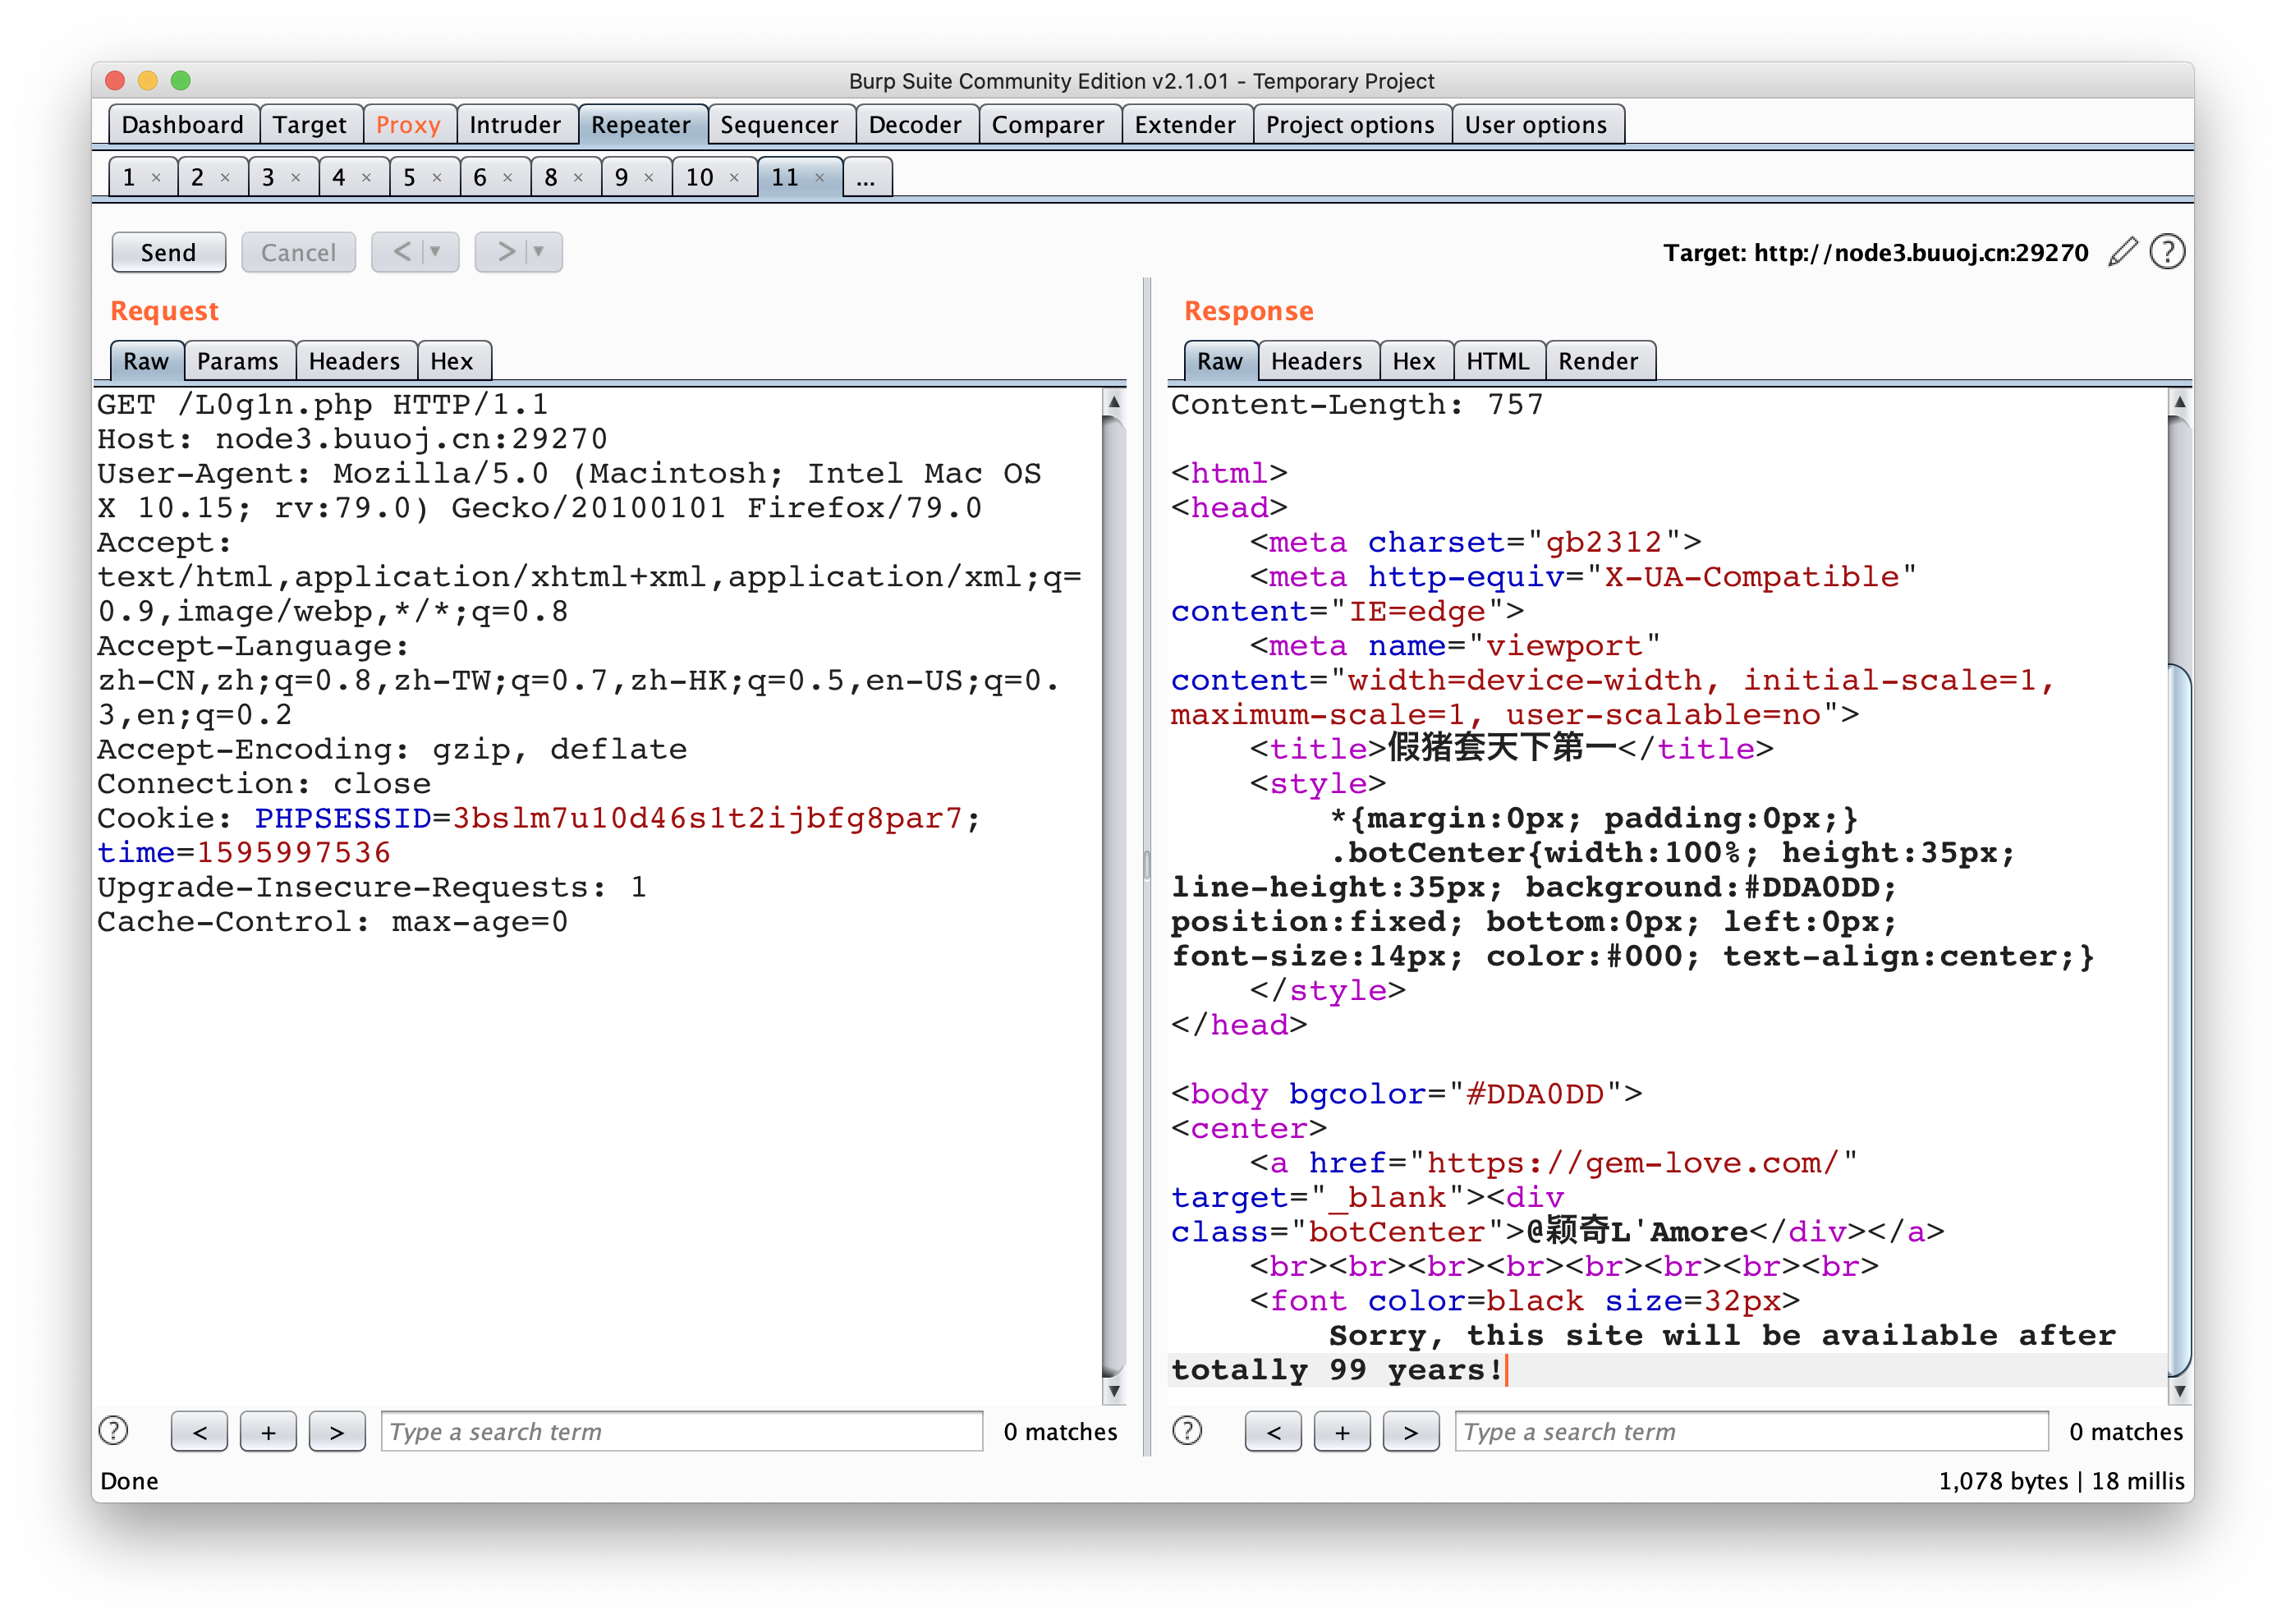 Burp Suite Community Edition v2.1.01 - Temporary Project
Dashboard Target Proxy Intruder Repeater Sequencer Decoder Comparer Extender Project options User options
1 × 2 × 3 × 4 × 5 × 6 × 8 × 9 × 10 × 11 × ...
Send Cancel < > Target: http://node3.buuoj.cn:29270 ?
Request
Raw Params Headers Hex
GET /L0g1n.php HTTP/1.1
Host: node3.buuoj.cn:29270
User-Agent: Mozilla/5.0 (Macintosh; Intel Mac OS
X 10.15; rv:79.0) Gecko/20100101 Firefox/79.0
Accept:
text/html,application/xhtml+xml,application/xml;q=
0.9,image/webp,*/*;q=0.8
Accept-Language:
zh-CN,zh;q=0.8,zh-TW;q=0.7,zh-HK;q=0.5,en-US;q=0.
3,en;q=0.2
Accept-Encoding: gzip, deflate
Connection: close
Cookie: PHPSESSID=3bslm7u10d46s1t2ijbfg8par7;
time=1595997536
Upgrade-Insecure-Requests: 1
Cache-Control: max-age=0
? < + > Type a search term 0 matches
Response
Raw Headers Hex HTML Render
Content-Length: 757
<html>
<head>
<meta charset="gb2312">
<meta http-equiv="X-UA-Compatible"
content="IE=edge">
<meta name="viewport"
content="width=device-width, initial-scale=1,
maximum-scale=1, user-scalable=no">
<title>假猪套天下第一</title>
<style>
*{margin:0px; padding:0px;}
.botCenter{width:100%; height:35px;
line-height:35px; background:#DDA0DD;
position:fixed; bottom:0px; left:0px;
font-size:14px; color:#000; text-align:center;}
</style>
</head>
<body bgcolor="#DDA0DD">
<center>
<a href="https://gem-love.com/"
target="_blank"><div
class="botCenter">@颖奇L'Amore</div></a>
<br><br><br><br><br><br><br><br>
<font color=black size=32px>
Sorry, this site will be available after
totally 99 years!
? < + > Type a search term 0 matches
Done
1,078 bytes | 18 millis